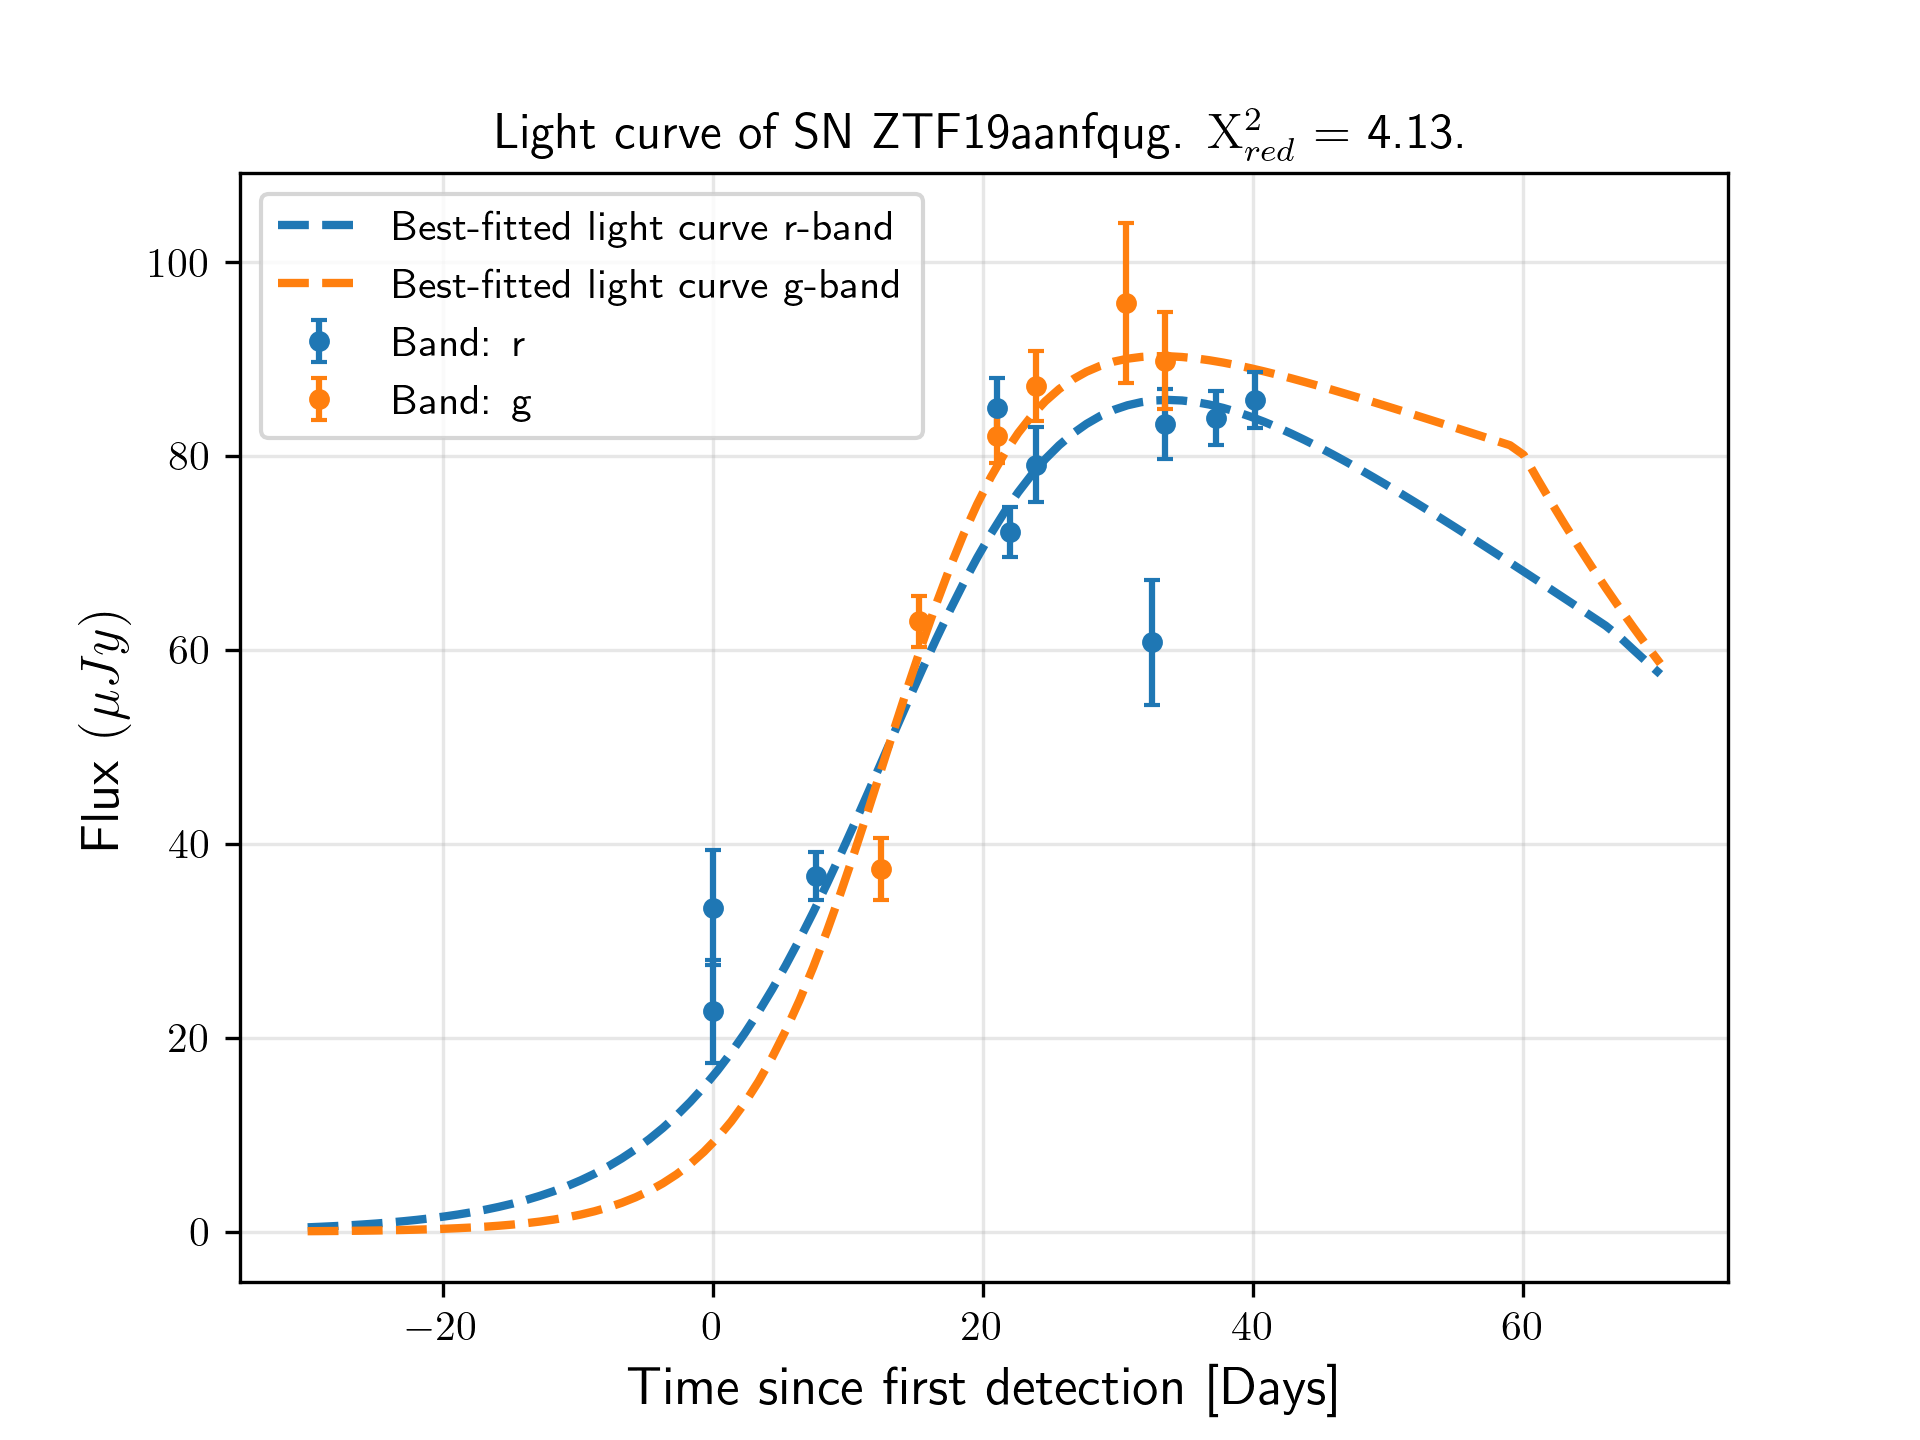 Light curve of SN ZTF19aanfqug. X²_red = 4.13.
Best-fitted light curve r-band
Best-fitted light curve g-band
Band: r
Band: g
100
80
60
40
20
0
Flux (μJy)
−20 0 20 40 60
Time since first detection [Days]